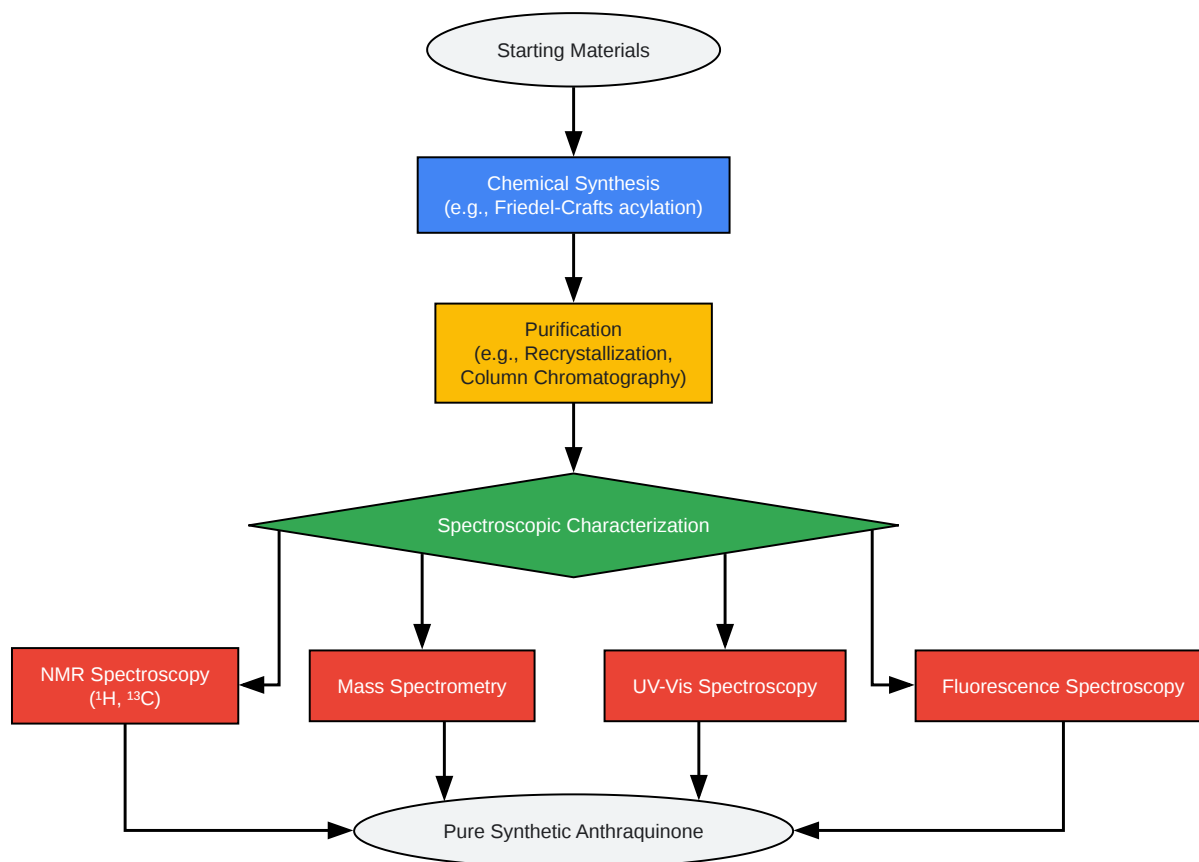 Starting Materials
Chemical Synthesis
(e.g., Friedel-Crafts acylation)
Purification
(e.g., Recrystallization,
Column Chromatography)
Spectroscopic Characterization
NMR Spectroscopy
(¹H, ¹³C)
Mass Spectrometry
UV-Vis Spectroscopy
Fluorescence Spectroscopy
Pure Synthetic Anthraquinone